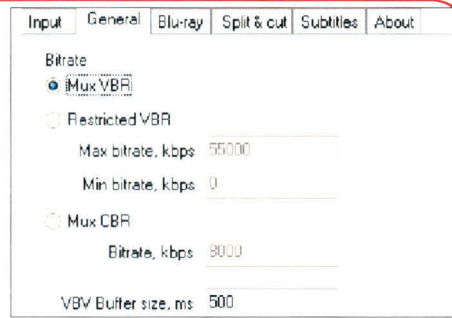 Input General Blu-ray Split & cut Subtitles About
Bitrate
Mux VBR
Restricted VBR
Max bitrate, kbps 55000
Min bitrate, kbps 0
Mux CBR
Bitrate, kbps 8000
VBV Buffer size, ms 500